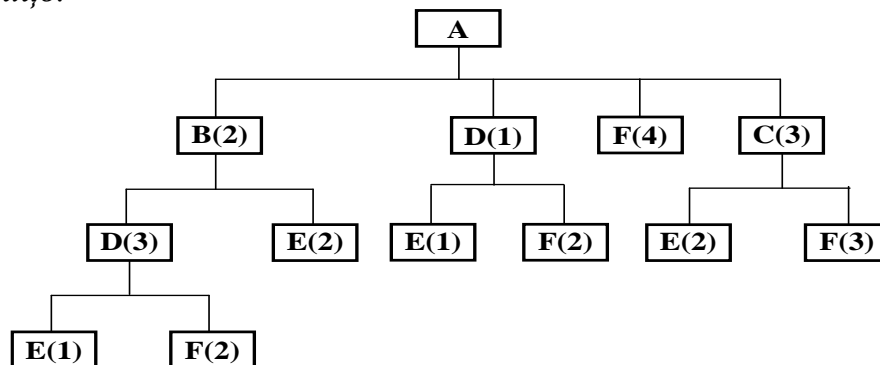 A
B(2) D(1) F(4) C(3)
D(3) E(2) E(1) F(2) E(2) F(3)
E(1) F(2)